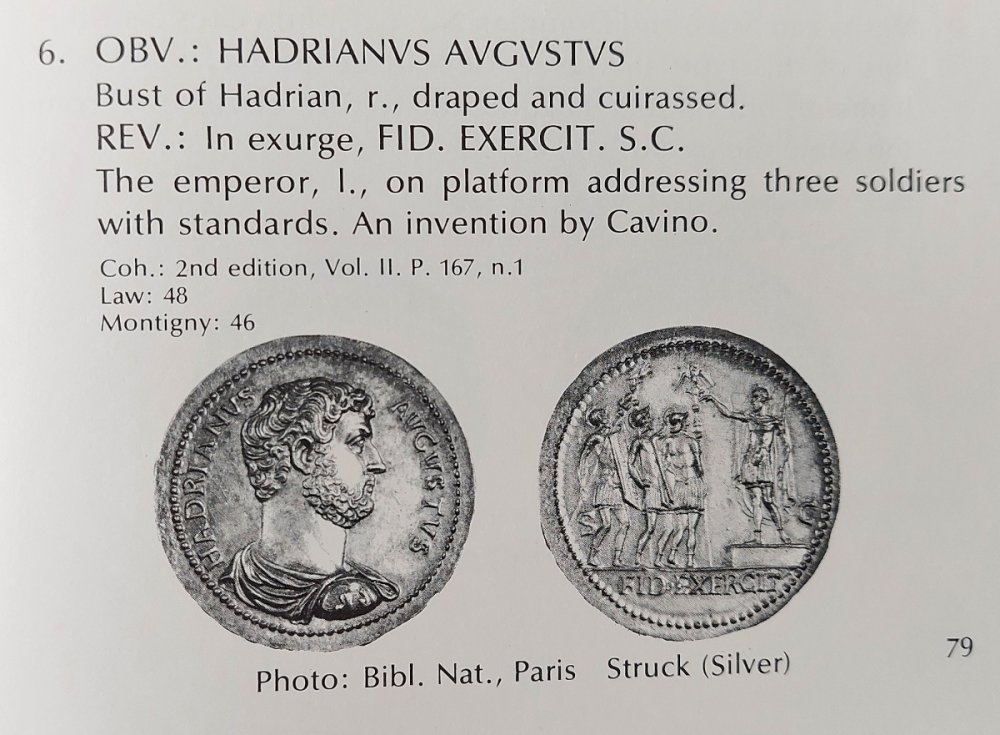 6. OBV.: HADRIANVS AVGVSTVS
Bust of Hadrian, r., draped and cuirassed.
REV.: In exurge, FID. EXERCIT. S.C.
The emperor, l., on platform addressing three soldiers
with standards. An invention by Cavino.
Coh.: 2nd edition, Vol. II. P. 167, n.1
Law: 48
Montigny: 46
HADRIANVS AVGVSTVS
S C
FID·EXERCIT
Photo: Bibl. Nat., Paris Struck (Silver)
79